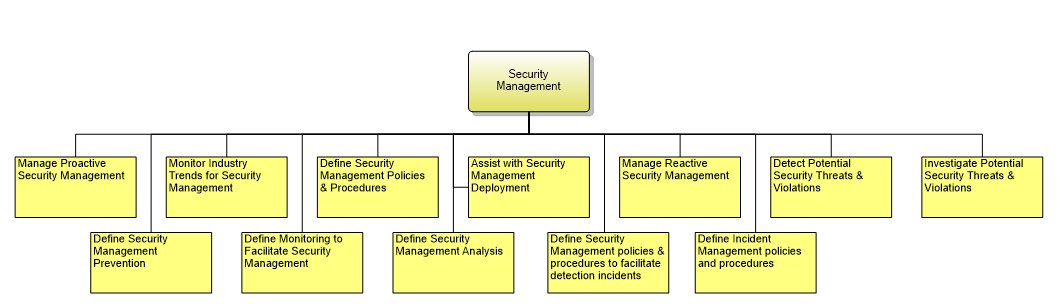 Security
Management
Manage Proactive
Security Management
Monitor Industry
Trends for Security
Management
Define Security
Management Policies
& Procedures
Assist with Security
Management
Deployment
Manage Reactive
Security Management
Detect Potential
Security Threats &
Violations
Investigate Potential
Security Threats &
Violations
Define Security
Management
Prevention
Define Monitoring to
Facilitate Security
Management
Define Security
Management Analysis
Define Security
Management policies &
procedures to facilitate
detection incidents
Define Incident
Management policies
and procedures